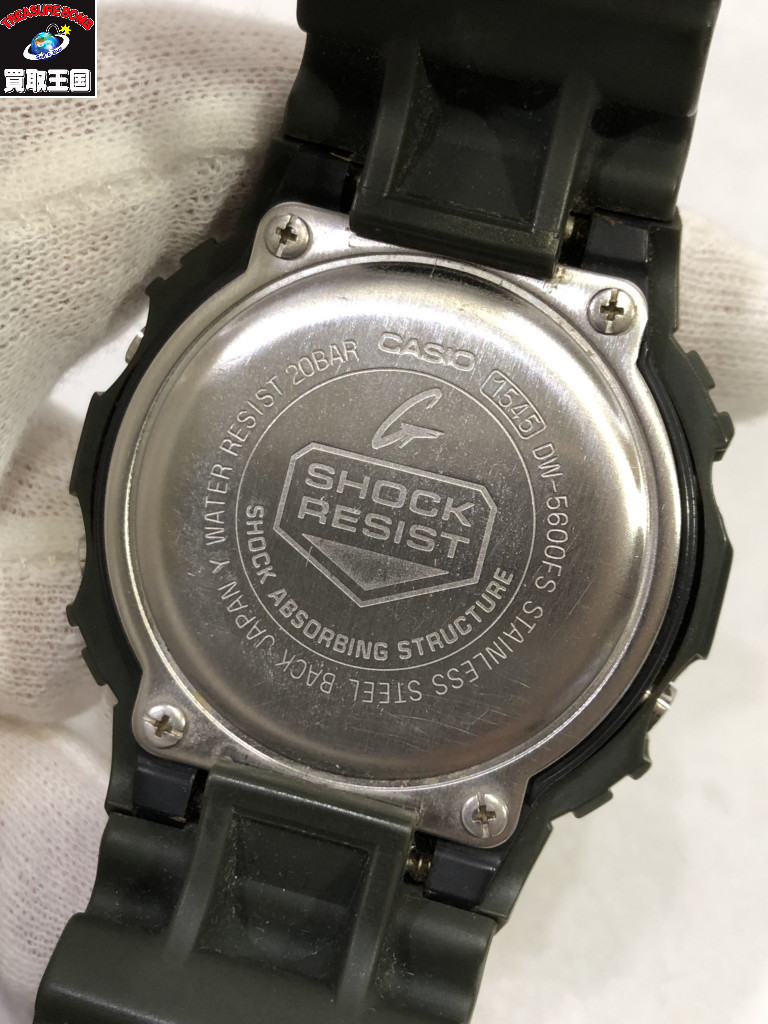 TREASURE BOMB
買取王国
CASIO
1545 DW-5600FS STAINLESS STEEL BACK JAPAN Y WATER RESIST 20BAR
G
SHOCK
RESIST
SHOCK ABSORBING STRUCTURE